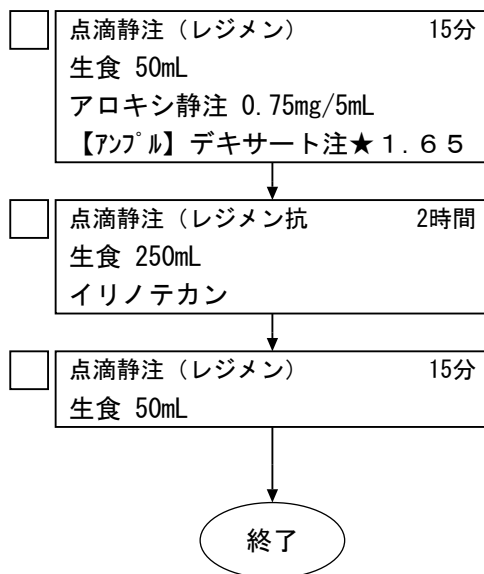 点滴静注（レジメン） 15分
生食 50mL
アロキシ静注 0.75mg/5mL
【ｱﾝﾌﾟﾙ】デキサート注★１.６５
点滴静注（レジメン抗 2時間
生食 250mL
イリノテカン
点滴静注（レジメン） 15分
生食 50mL
終了